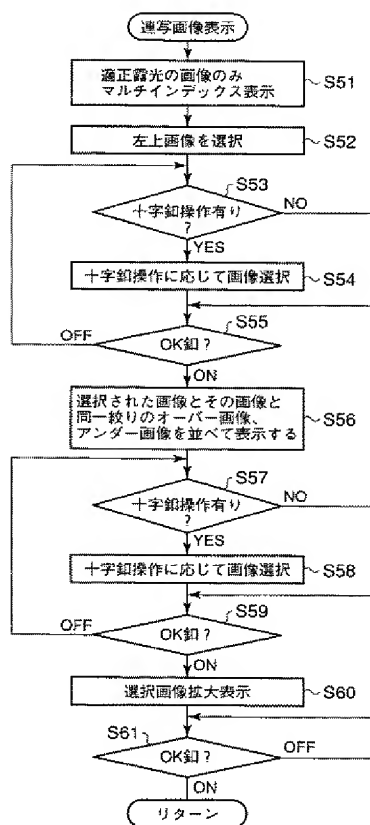 連写画像表示
適正露光の画像のみ
マルチインデックス表示
S51
左上画像を選択
S52
S53
十字釦操作有り
?
NO
YES
十字釦操作に応じて画像選択
S54
S55
OFF
OK釦?
ON
選択された画像とその画像と
同一絞りのオーバー画像、
アンダー画像を並べて表示する
S56
S57
十字釦操作有り
?
NO
YES
十字釦操作に応じて画像選択
S58
S59
OFF
OK釦?
ON
選択画像拡大表示
S60
S61
OK釦?
OFF
ON
リターン